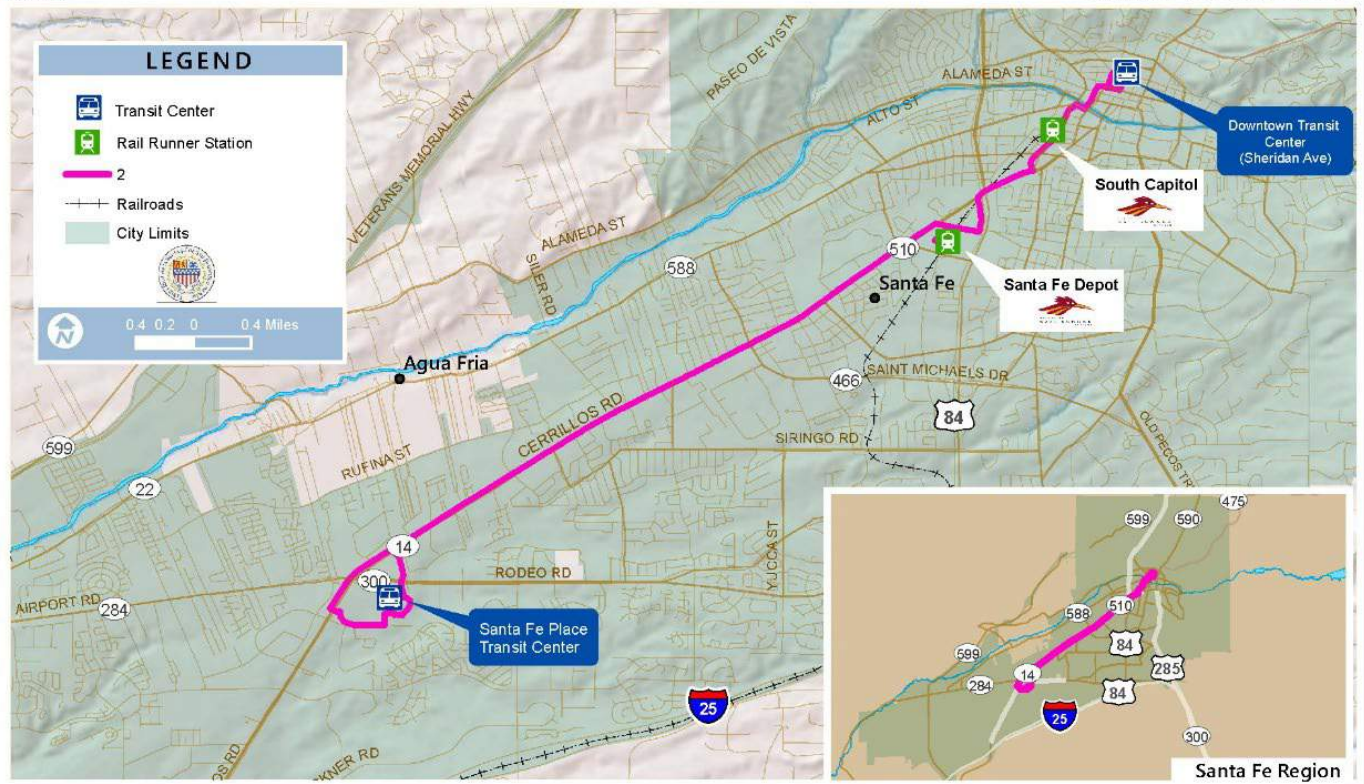 LEGEND
Transit Center
Rail Runner Station
2
Railroads
City Limits
N
0.4 0.2 0 0.4 Miles
PASEO DE VISTA
ALAMEDA ST
ALTO ST
VETERANS MEMORIAL HWY
Downtown Transit
Center
(Sheridan Ave)
South Capitol
ALAMEDA ST
SILER RD
588
510
Santa Fe
Santa Fe Depot
Agua Fria
466
SAINT MICHAELS DR
84
OLD PECOS TR
CERRILLOS RD
SIRINGO RD
599
RUFINA ST
22
14
300
RODEO RD
YUCCA ST
AIRPORT RD
284
Santa Fe Place
Transit Center
25
OS RD
KNER RD
475
599
590
588
510
84
599
285
14
284
84
25
300
Santa Fe Region